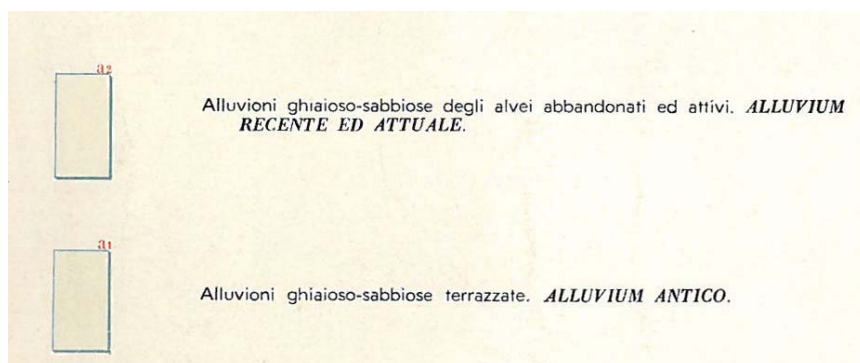 a2
Alluvioni ghiaioso-sabbiose degli alvei abbandonati ed attivi. ALLUVIUM
RECENTE ED ATTUALE.
a1
Alluvioni ghiaioso-sabbiose terrazzate. ALLUVIUM ANTICO.